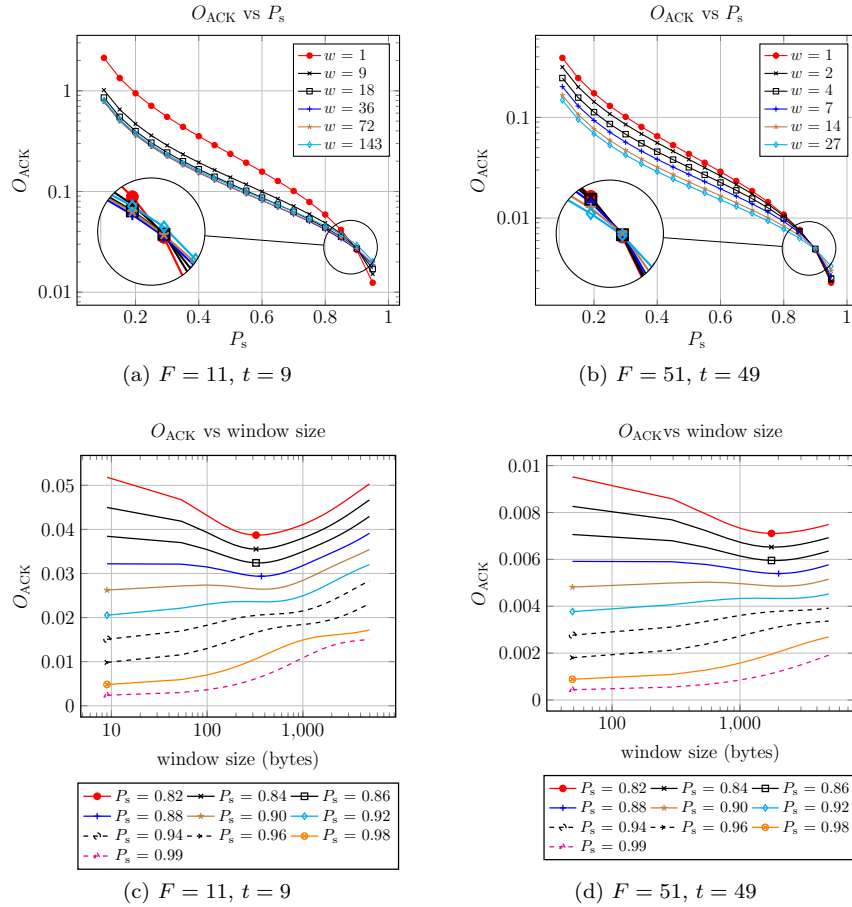 O_ACK vs P_s
1
0.1
0.01
O_ACK
0.2 0.4 0.6 0.8 1
P_s
w = 1
w = 9
w = 18
w = 36
w = 72
w = 143
(a) F = 11, t = 9
O_ACK vs P_s
0.1
0.01
O_ACK
0.2 0.4 0.6 0.8 1
P_s
w = 1
w = 2
w = 4
w = 7
w = 14
w = 27
(b) F = 51, t = 49
O_ACK vs window size
0.05
0.04
0.03
0.02
0.01
0
O_ACK
10 100 1,000
window size (bytes)
P_s = 0.82 P_s = 0.84 P_s = 0.86
P_s = 0.88 P_s = 0.90 P_s = 0.92
P_s = 0.94 P_s = 0.96 P_s = 0.98
P_s = 0.99
(c) F = 11, t = 9
O_ACKvs window size
0.01
0.008
0.006
0.004
0.002
0
O_ACK
100 1,000
window size (bytes)
P_s = 0.82 P_s = 0.84 P_s = 0.86
P_s = 0.88 P_s = 0.90 P_s = 0.92
P_s = 0.94 P_s = 0.96 P_s = 0.98
P_s = 0.99
(d) F = 51, t = 49